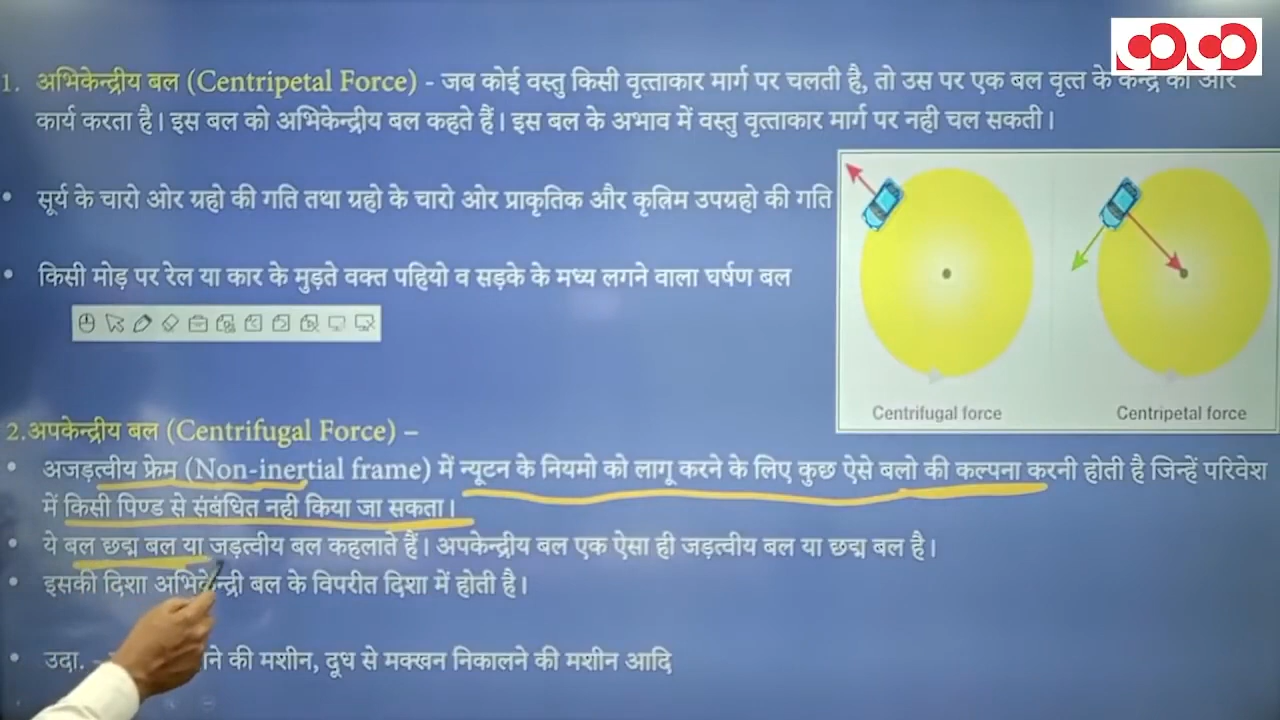 1. अभिकेन्द्रीय बल (Centripetal Force) - जब कोई वस्तु किसी वृत्ताकार मार्ग पर चलती है, तो उस पर एक बल वृत्त के केन्द्र की ओर
कार्य करता है। इस बल को अभिकेन्द्रीय बल कहते हैं। इस बल के अभाव में वस्तु वृत्ताकार मार्ग पर नही चल सकती।
• सूर्य के चारो ओर ग्रहो की गति तथा ग्रहो के चारो ओर प्राकृतिक और कृत्रिम उपग्रहो की गति
• किसी मोड़ पर रेल या कार के मुड़ते वक्त पहियो व सड़के के मध्य लगने वाला घर्षण बल
Centrifugal force
Centripetal force
2.अपकेन्द्रीय बल (Centrifugal Force) –
• अजड़त्वीय फ्रेम (Non-inertial frame) में न्यूटन के नियमो को लागू करने के लिए कुछ ऐसे बलो की कल्पना करनी होती है जिन्हें परिवेश
में किसी पिण्ड से संबंधित नही किया जा सकता।
• ये बल छद्म बल या जड़त्वीय बल कहलाते हैं। अपकेन्द्रीय बल एक ऐसा ही जड़त्वीय बल या छद्म बल है।
• इसकी दिशा अभिकेन्द्री बल के विपरीत दिशा में होती है।
• उदा. - की मशीन, दूध से मक्खन निकालने की मशीन आदि